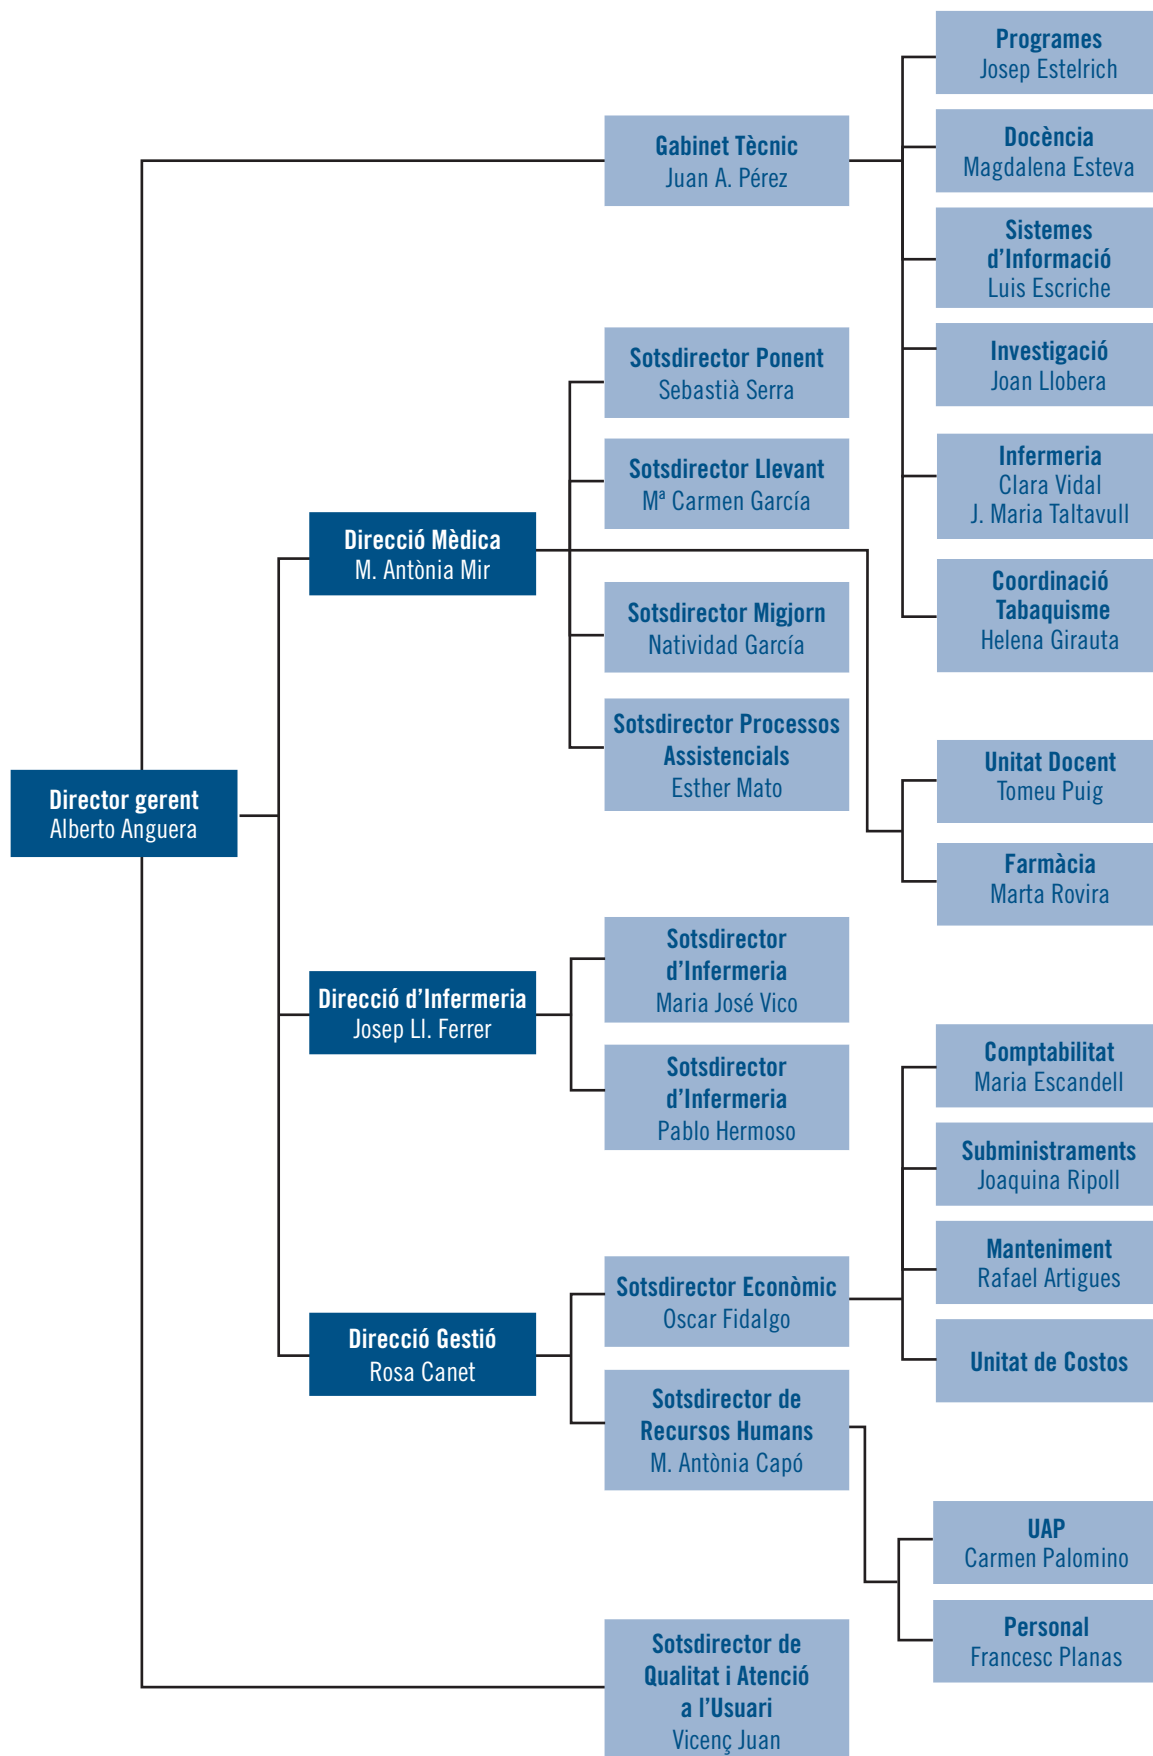 Programes
Josep Estelrich
Gabinet Tècnic
Juan A. Pérez
Docència
Magdalena Esteva
Sistemes
d’Informació
Luis Escriche
Investigació
Joan Llobera
Infermeria
Clara Vidal
J. Maria Taltavull
Coordinació
Tabaquisme
Helena Girauta
Sotsdirector Ponent
Sebastià Serra
Sotsdirector Llevant
Mª Carmen García
Direcció Mèdica
M. Antònia Mir
Sotsdirector Migjorn
Natividad García
Sotsdirector Processos
Assistencials
Esther Mato
Unitat Docent
Tomeu Puig
Farmàcia
Marta Rovira
Director gerent
Alberto Anguera
Sotsdirector
d’Infermeria
Maria José Vico
Direcció d’Infermeria
Josep Ll. Ferrer
Sotsdirector
d’Infermeria
Pablo Hermoso
Comptabilitat
Maria Escandell
Subministraments
Joaquina Ripoll
Manteniment
Rafael Artigues
Unitat de Costos
Sotsdirector Econòmic
Oscar Fidalgo
Direcció Gestió
Rosa Canet
Sotsdirector de
Recursos Humans
M. Antònia Capó
UAP
Carmen Palomino
Personal
Francesc Planas
Sotsdirector de
Qualitat i Atenció
a l’Usuari
Vicenç Juan